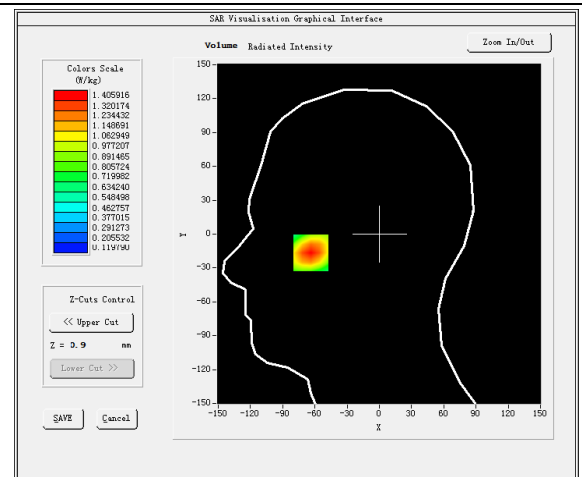 SAR Visualisation Graphical Interface
Volume Radiated Intensity
Zoom In/Out
Colors Scale
(W/kg)
1.405916
1.320174
1.234432
1.148691
1.062949
0.977207
0.891465
0.805724
0.719982
0.634240
0.548498
0.462757
0.377015
0.291273
0.205532
0.119790
Z-Cuts Control
<< Upper Cut
Z = 0.9 mm
Lower Cut >>
SAVE Cancel
150
120
90
60
30
0
-30
-60
-90
-120
-150
Y
-150 -120 -90 -60 -30 0 30 60 90 120 150
X